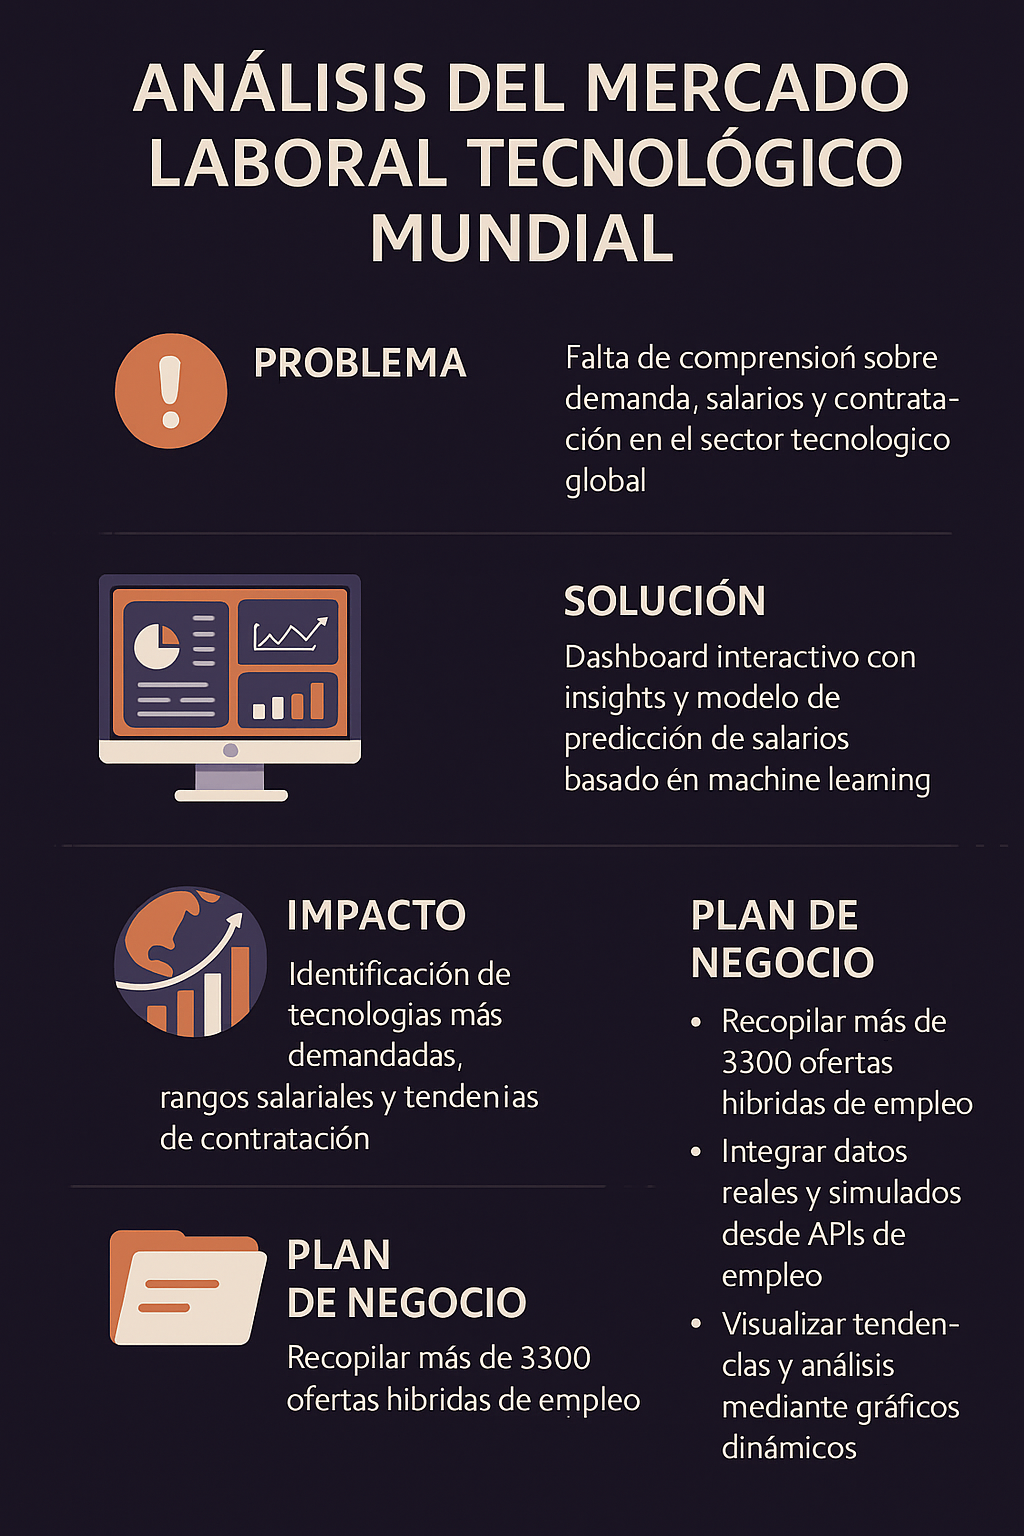 ANÁLISIS DEL MERCADO
LABORAL TECNOLÓGICO
MUNDIAL
PROBLEMA
Falta de comprensioń sobre
demanda, salarios y contrata-
ción en el sector tecnologico
global
SOLUCIÓN
Dashboard interactivo con
insights y modelo de
predicción de salarios
basado én machine learning
IMPACTO
Identificación de
tecnologias más
demandadas,
rangos salariales y tendenias
de contratación
PLAN
DE NEGOCIO
Recopilar más de 3300
ofertas hibridas de empleo
PLAN DE
NEGOCIO
• Recopilar más de
3300 ofertas
hibridas de empleo
• Integrar datos
reales y simulados
desde APIs de
empleo
• Visualizar tenden-
clas y análisis
mediante gráficos
dinámicos